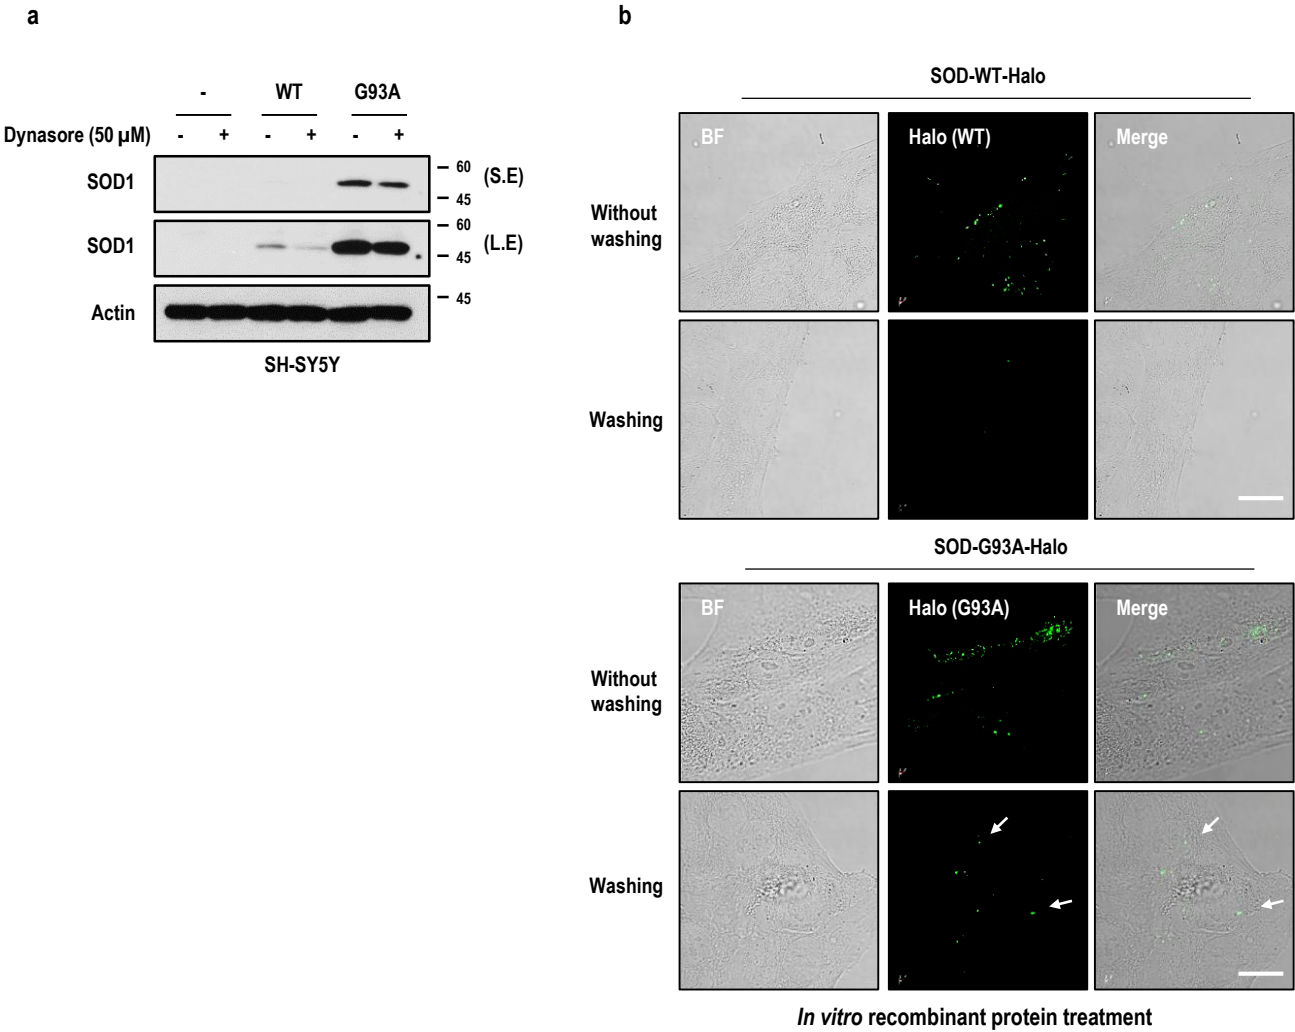 a
- WT G93A
Dynasore (50 µM) - + - + - +
SOD1 60 (S.E)
45
SOD1 60 (L.E)
45
Actin 45
SH-SY5Y
b
SOD-WT-Halo
BF Halo (WT) Merge
Without
washing
Washing
SOD-G93A-Halo
BF Halo (G93A) Merge
Without
washing
Washing
In vitro recombinant protein treatment